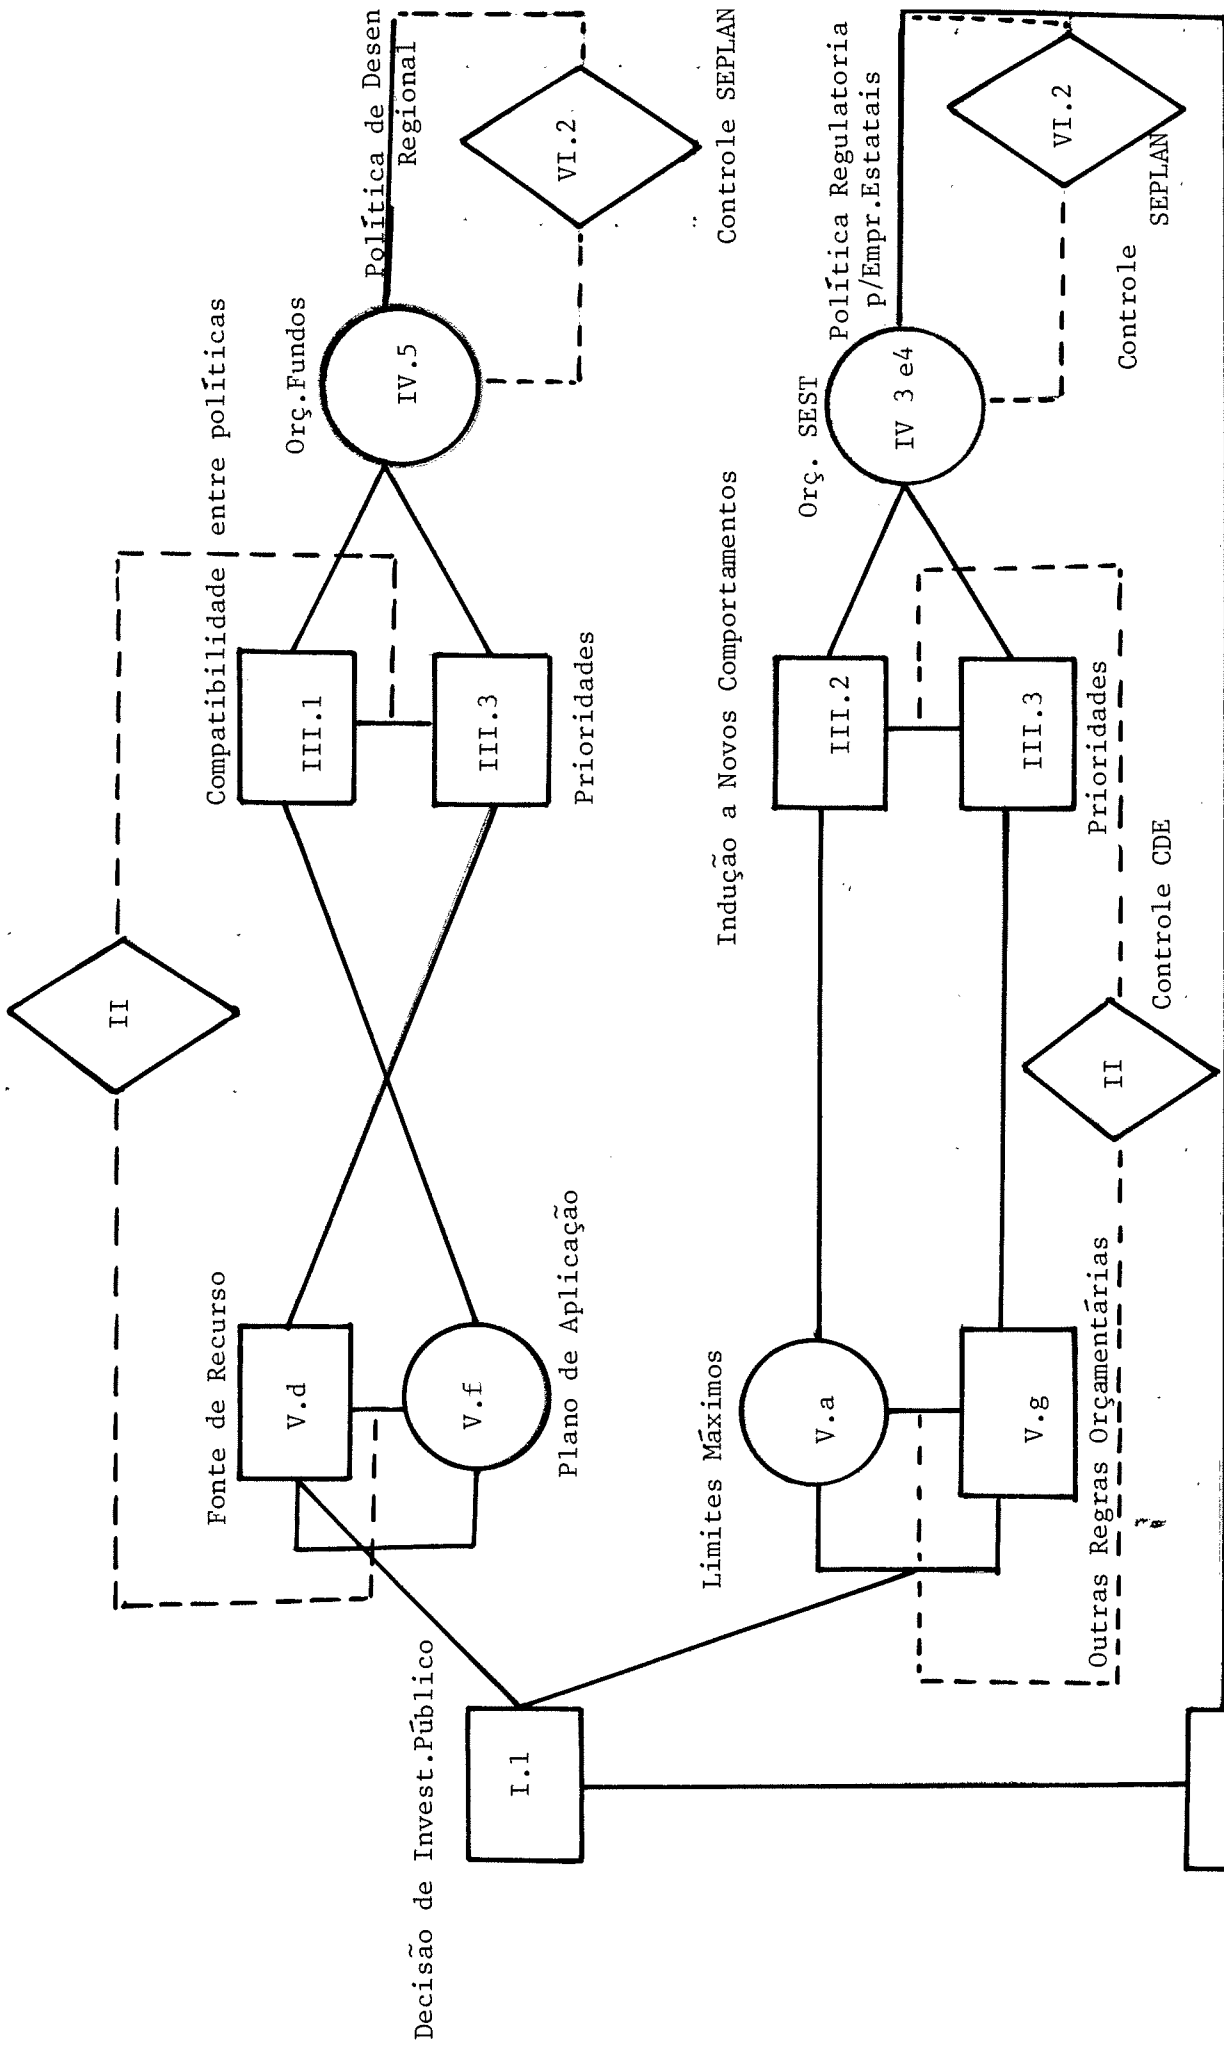 Decisão de Invest.Público
I.1
Fonte de Recurso
V.d
V.f
Plano de Aplicação
II
Compatibilidade entre políticas
III.1
III.3
Prioridades
Orç.Fundos
IV.5
Política de Desen
Regional
VI.2
Controle SEPLAN
Limites Máximos
V.a
V.g
Outras Regras Orçamentárias
II
Controle CDE
Indução a Novos Comportamentos
III.2
III.3
Prioridades
Orç. SEST
IV 3 e4
Política Regulatoria
p/Empr.Estatais
VI.2
Controle
SEPLAN